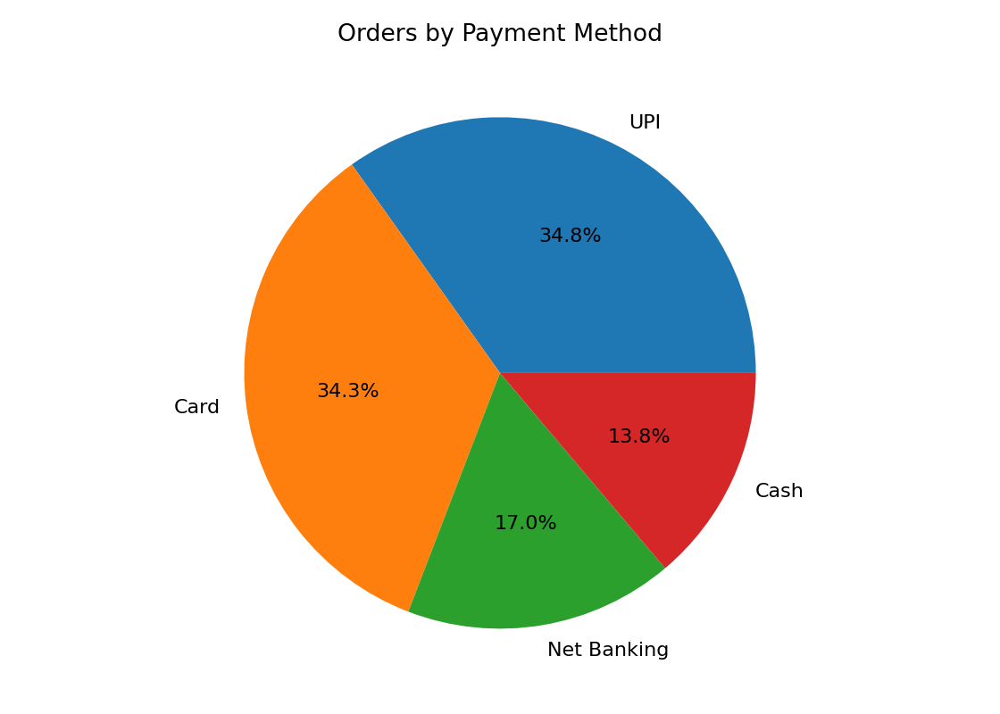 Orders by Payment Method
UPI
34.8%
34.3%
Card
13.8%
Cash
17.0%
Net Banking